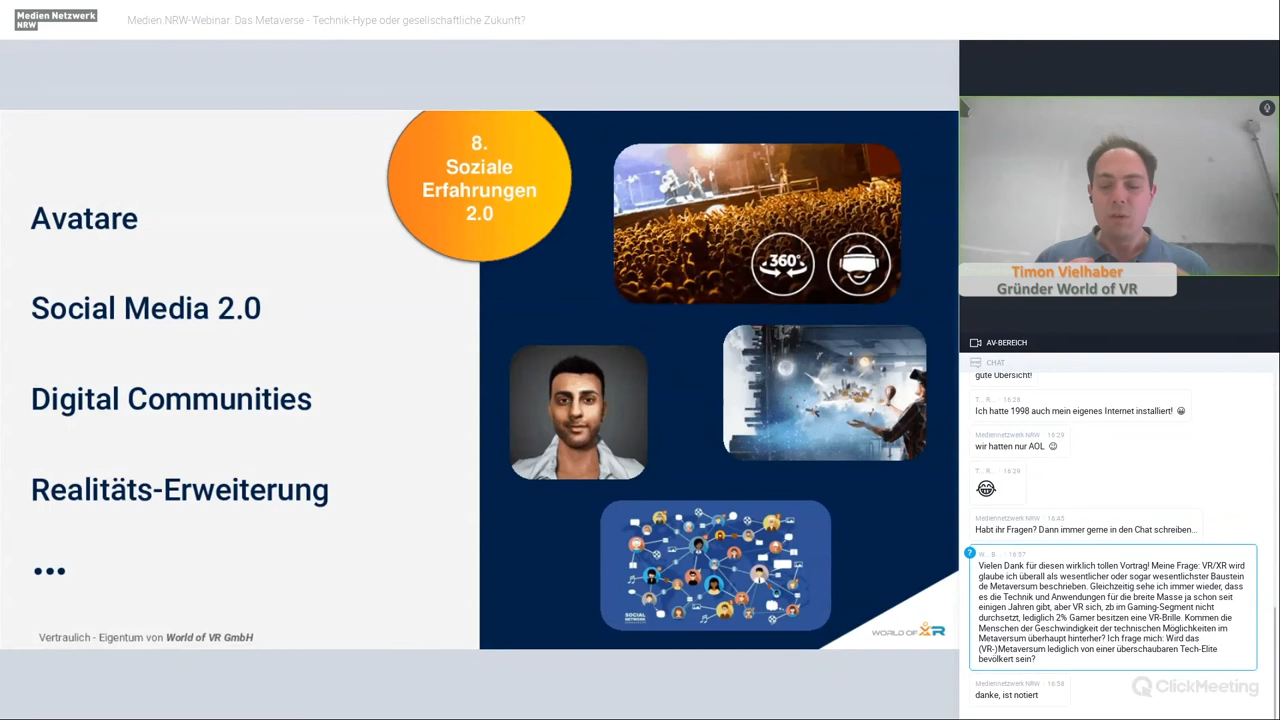 Medien Netzwerk
NRW
Medien.NRW-Webinar: Das Metaverse - Technik-Hype oder gesellschaftliche Zukunft?
8.
Soziale
Erfahrungen
2.0
Avatare
Social Media 2.0
Digital Communities
Realitäts-Erweiterung
...
360°
SOCIAL
NETWORK
Vertraulich - Eigentum von World of VR GmbH
WORLD OF XR
Timon Vielhaber
Gründer World of VR
AV-BEREICH
CHAT
gute Übersicht!
T... R... · 16:28
Ich hatte 1998 auch mein eigenes Internet installiert! 😀
Mediennetzwerk NRW · 16:29
wir hatten nur AOL 😉
T... R... · 16:29
😂
Mediennetzwerk NRW · 16:45
Habt ihr Fragen? Dann immer gerne in den Chat schreiben...
?
W... B... · 16:57
Vielen Dank für diesen wirklich tollen Vortrag! Meine Frage: VR/XR wird
glaube ich überall als wesentlicher oder sogar wesentlichster Baustein
de Metaversum beschrieben. Gleichzeitig sehe ich immer wieder, dass
es die Technik und Anwendungen für die breite Masse ja schon seit
einigen Jahren gibt, aber VR sich, zb im Gaming-Segment nicht
durchsetzt, lediglich 2% Gamer besitzen eine VR-Brille. Kommen die
Menschen der Geschwindigkeit der technischen Möglichkeiten im
Metaversum überhaupt hinterher? Ich frage mich: Wird das
(VR-)Metaversum lediglich von einer überschaubaren Tech-Elite
bevölkert sein?
Mediennetzwerk NRW · 16:58
danke, ist notiert
ClickMeeting